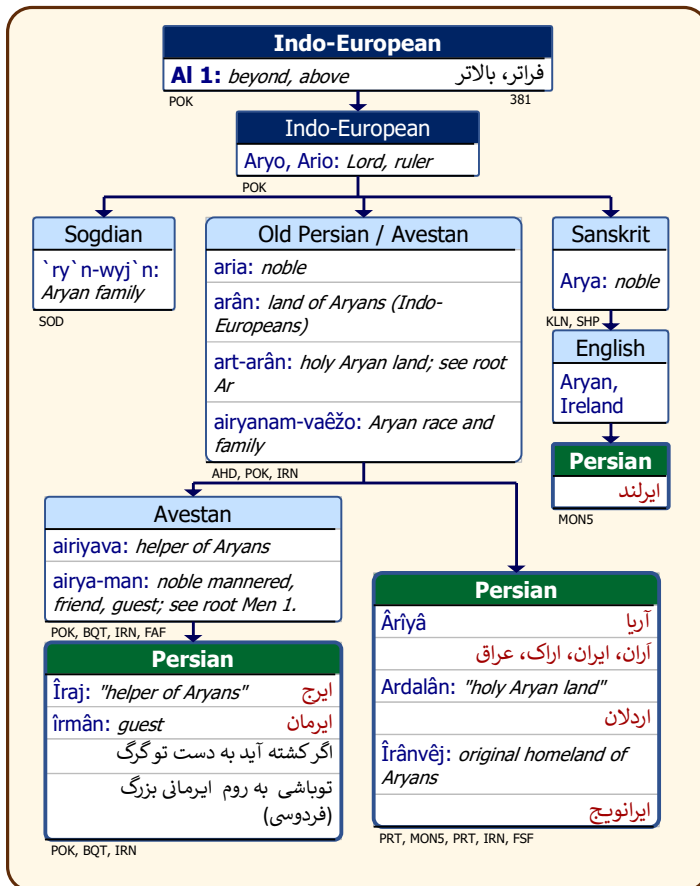 Indo-European
Al 1: beyond, above فراتر، بالاتر
POK 381
Indo-European
Aryo, Ario: Lord, ruler
POK
Sogdian
`ry`n-wyj`n:
Aryan family
SOD
Old Persian / Avestan
aria: noble
arân: land of Aryans (Indo-
Europeans)
art-arân: holy Aryan land; see root
Ar
airyanam-vaêžo: Aryan race and
family
AHD, POK, IRN
Sanskrit
Arya: noble
KLN, SHP
English
Aryan,
Ireland
Persian
ایرلند
MON5
Avestan
airiyava: helper of Aryans
airya-man: noble mannered,
friend, guest; see root Men 1.
POK, BQT, IRN, FAF
Persian
Îraj: "helper of Aryans" ایرج
îrmân: guest ایرمان
اگر کشته آید به دست تو گرگ
توباشی به روم ایرمانی بزرگ
(فردوسی)
POK, BQT, IRN
Persian
Ârîyâ آریا
اَران، ایران، اراک، عراق
Ardalân: "holy Aryan land"
اردلان
Îrânvêj: original homeland of
Aryans
ایرانویج
PRT, MON5, PRT, IRN, FSF